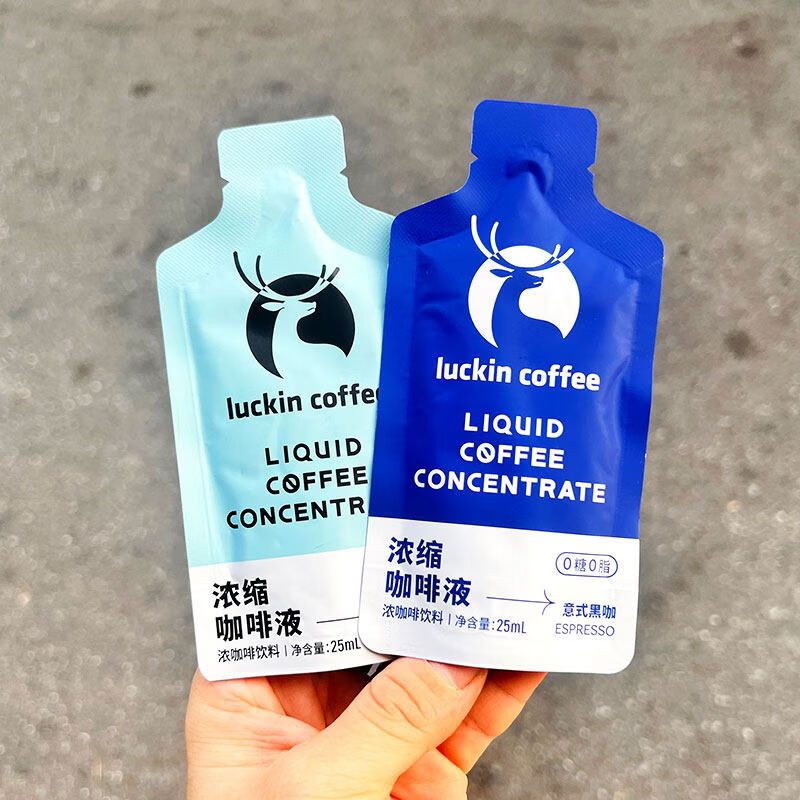 luckin coffee
LIQUID
COFFEE
CONCENTR
浓缩
咖啡液
浓咖啡饮料 | 净含量:25mL
luckin coffee
LIQUID
COFFEE
CONCENTRATE
0糖0脂
浓缩
咖啡液
意式黑咖
浓咖啡饮料 | 净含量:25mL
ESPRESSO